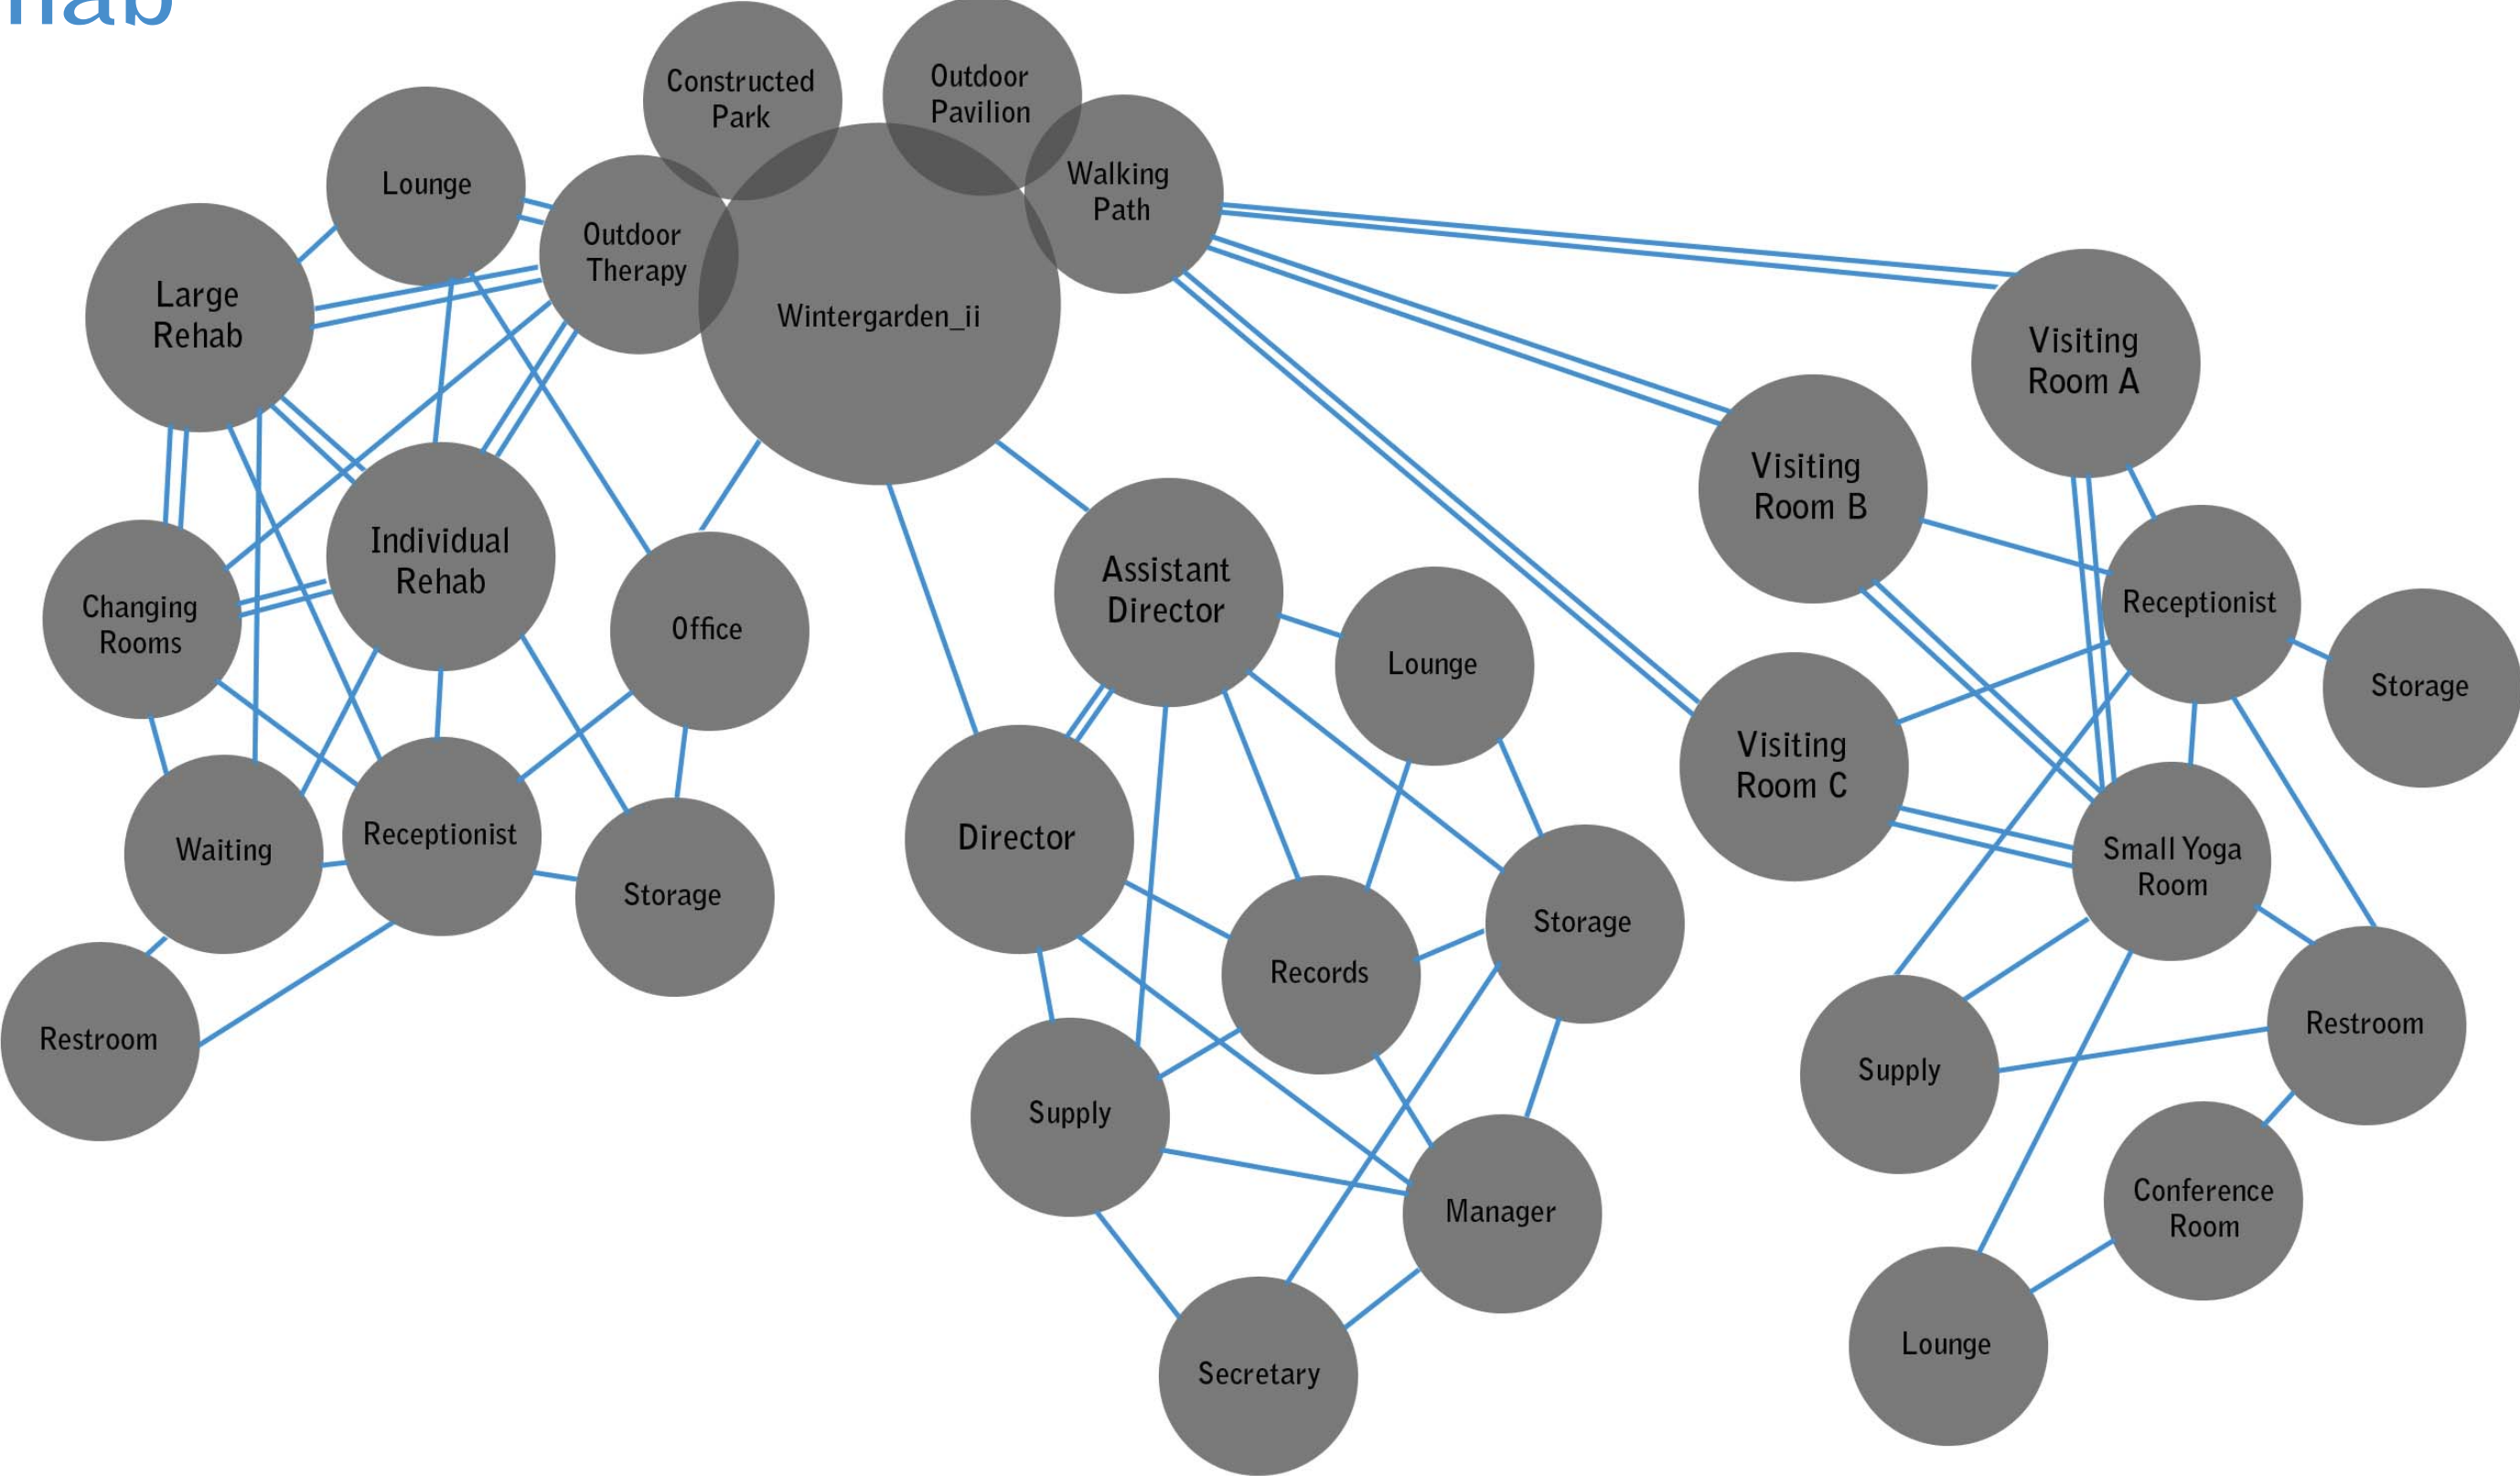 Constructed
Park
Outdoor
Pavilion
Lounge
Walking
Path
Outdoor
Therapy
Large
Rehab
Wintergarden_ii
Visiting
Room A
Visiting
Room B
Individual
Rehab
Assistant
Director
Receptionist
Changing
Rooms
Office
Lounge
Storage
Visiting
Room C
Waiting
Receptionist
Director
Small Yoga
Room
Storage
Storage
Records
Restroom
Restroom
Supply
Supply
Manager
Conference
Room
Secretary
Lounge